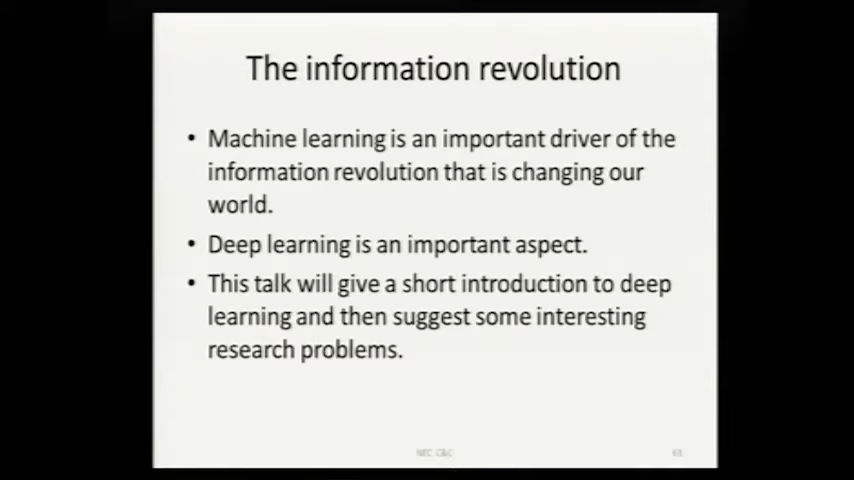 The information revolution
• Machine learning is an important driver of the
information revolution that is changing our
world.
• Deep learning is an important aspect.
• This talk will give a short introduction to deep
learning and then suggest some interesting
research problems.
NEC C&C